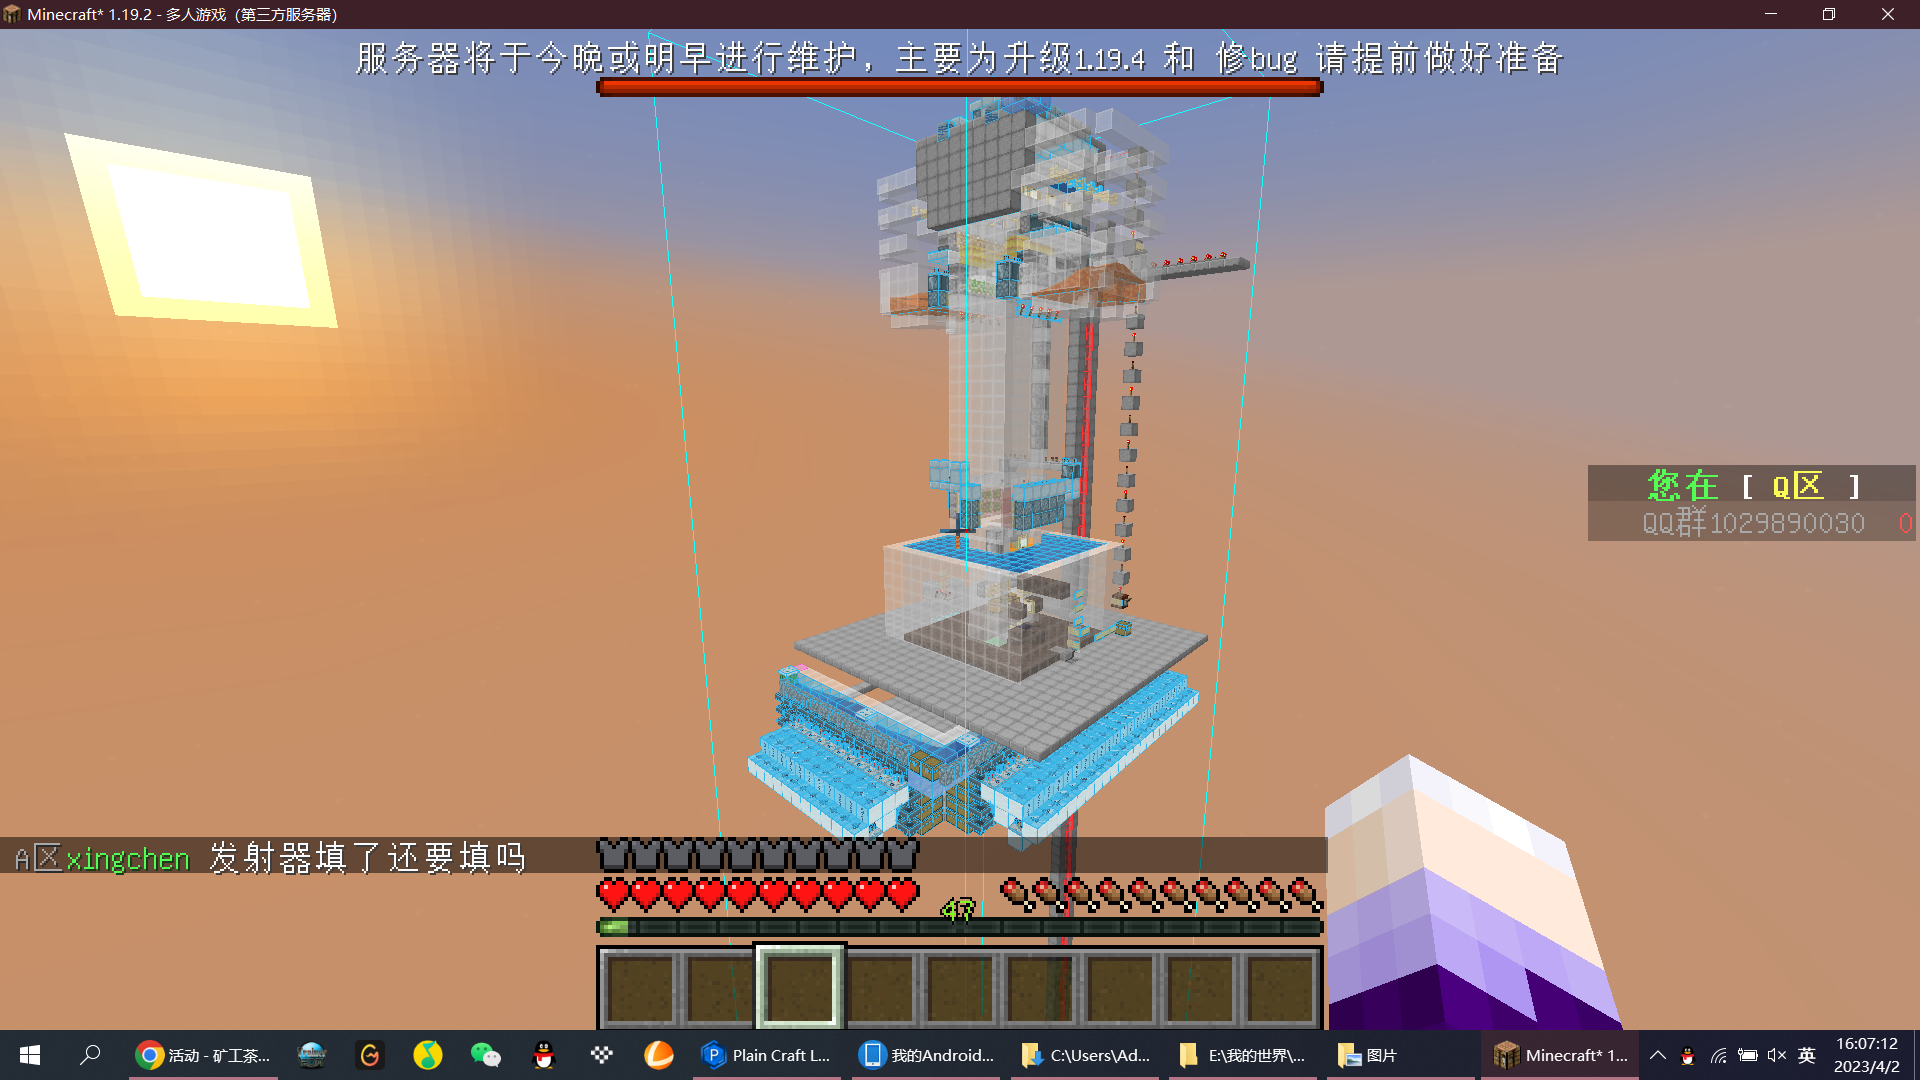 Minecraft* 1.19.2 - 多人游戏（第三方服务器）
服务器将于今晚或明早进行维护，主要为升级1.19.4 和 修bug 请提前做好准备
您在 [ Q区 ]
QQ群1029890030 0
A区xingchen 发射器填了还要填吗
47
活动 - 矿工茶...
Plain Craft L...
我的Android...
C:\Users\Ad...
E:\我的世界\...
图片
Minecraft* 1...
英
16:07:12
2023/4/2